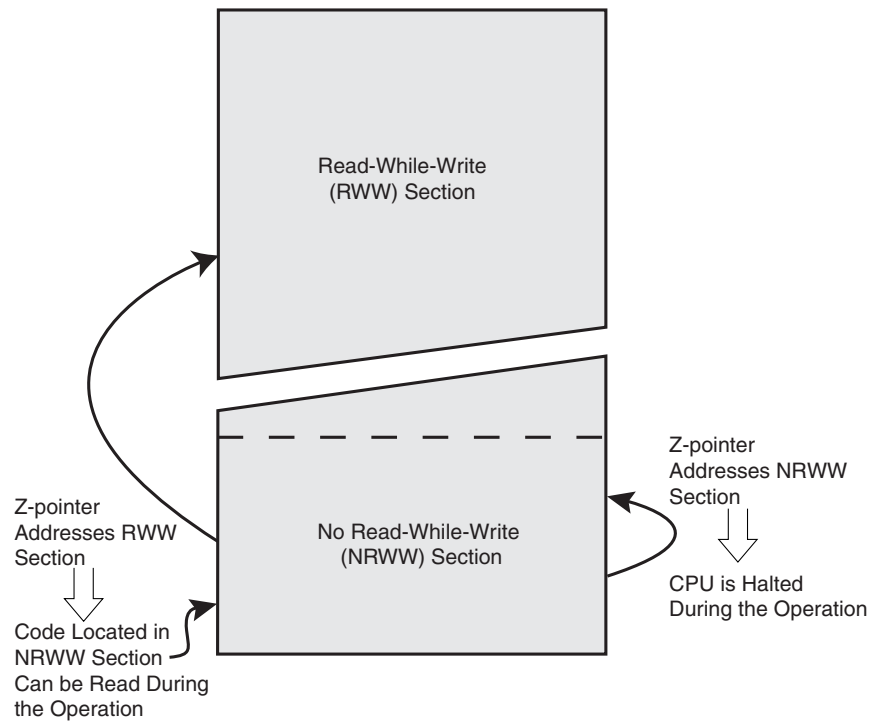 Read-While-Write
(RWW) Section
Z-pointer
Addresses NRWW
Section
Z-pointer
Addresses RWW
Section
No Read-While-Write
(NRWW) Section
CPU is Halted
During the Operation
Code Located in
NRWW Section
Can be Read During
the Operation